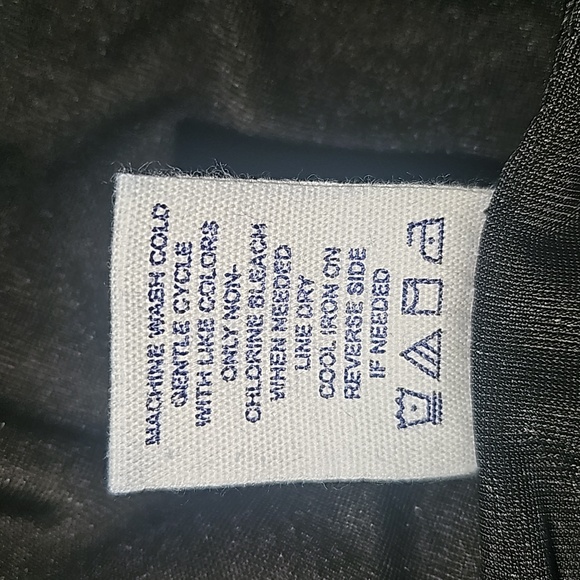 MACHINE WASH COLD
GENTLE CYCLE
WITH LIKE COLORS
ONLY NON-
CHLORINE BLEACH
WHEN NEEDED
LINE DRY
COOL IRON ON
REVERSE SIDE
IF NEEDED